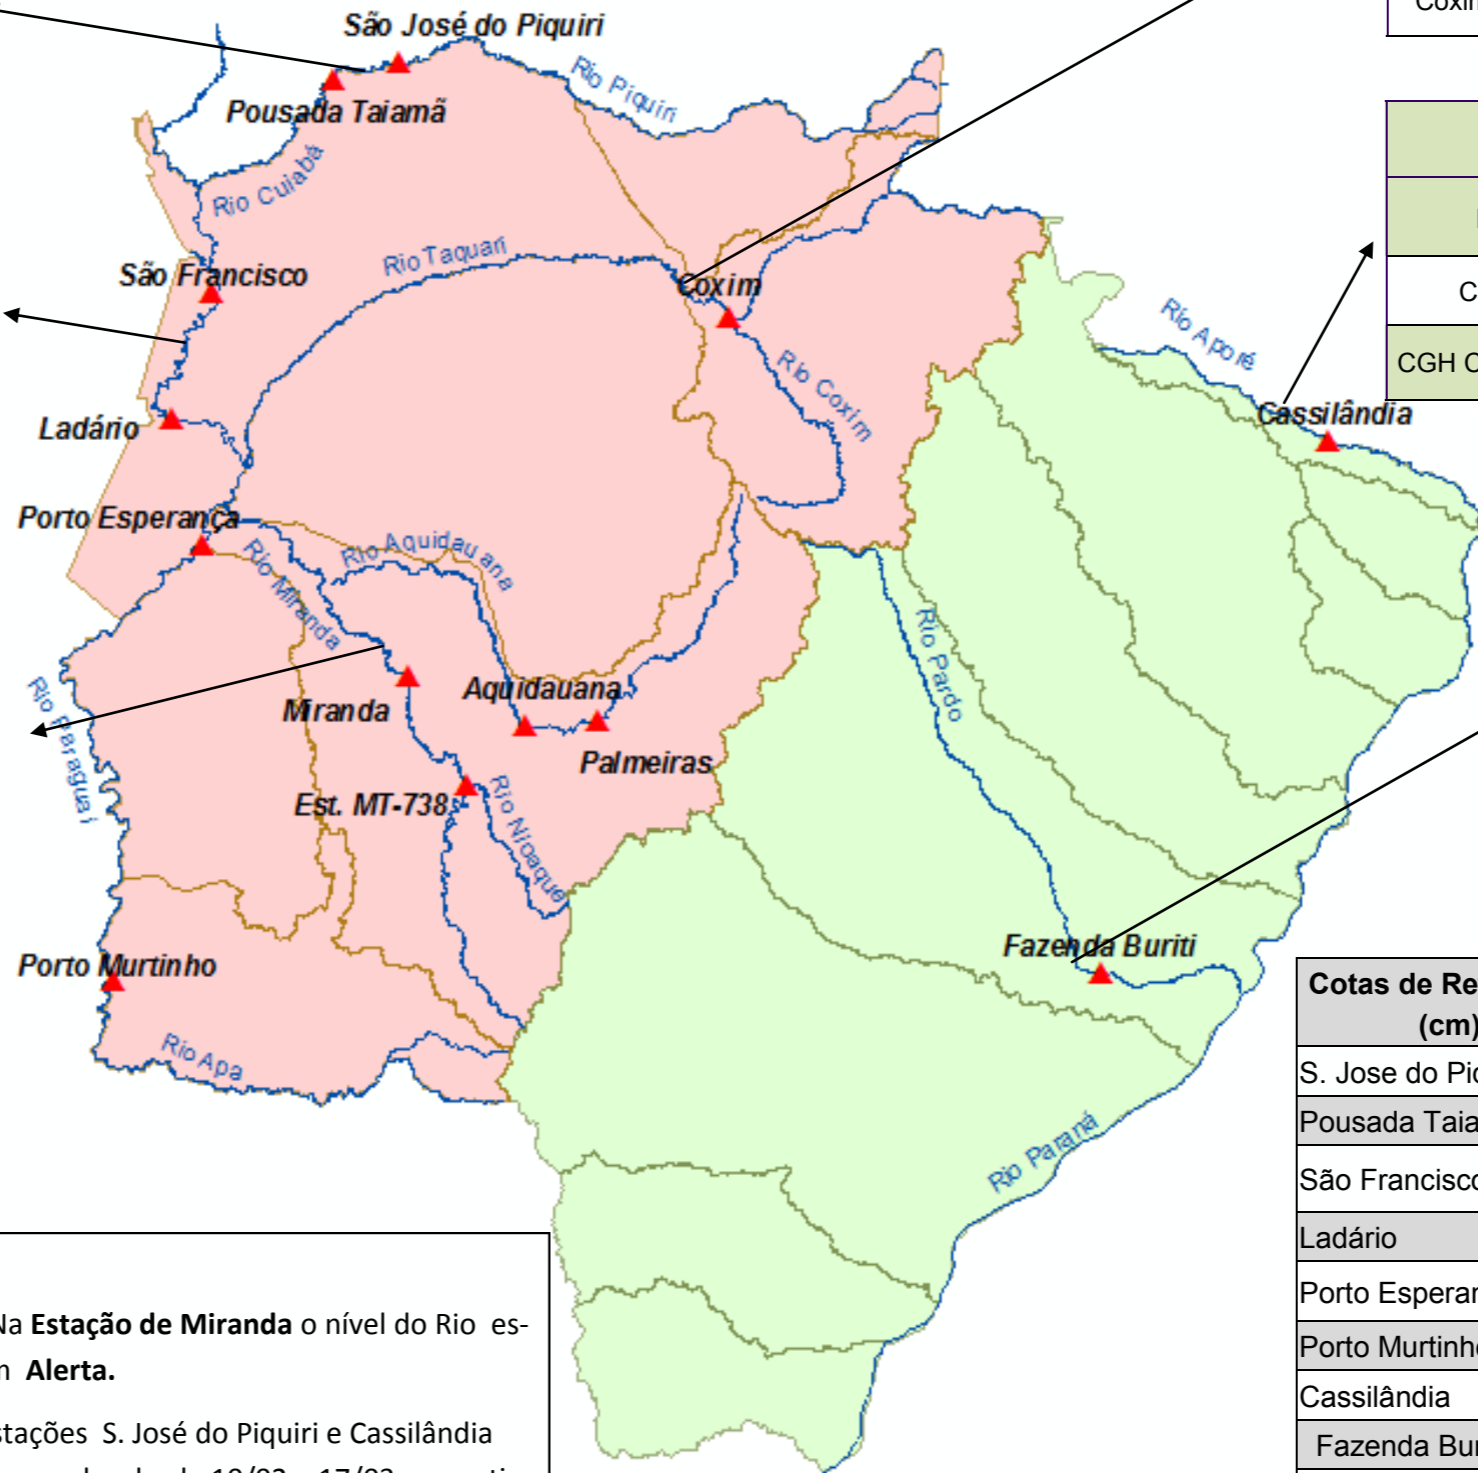 São José do Piquiri
Rio Piquiri
Pousada Taiamã
Rio Cuiabá
Rio Taquari
São Francisco
Coxim
C
Rio Aporé
CGH C
Rio Coxim
Cassilândia
Ladário
Porto Esperança
Rio Aquidauana
Rio Miranda
Rio Pardo
Aquidauana
Miranda
Rio Paraguai
Palmeiras
Est. MT-738
Rio Nioaque
Fazenda Buriti
Porto Murtinho
Rio Apa
Rio Paraná
Cotas de Re
(cm)
S. Jose do Pi
Pousada Taia
São Francisco
Ladário
Porto Espera
Porto Murtinho
Cassilândia
Fazenda Bu
Na Estação de Miranda o nível do Rio es-
Alerta.
stações S. José do Piquiri e Cassilândia